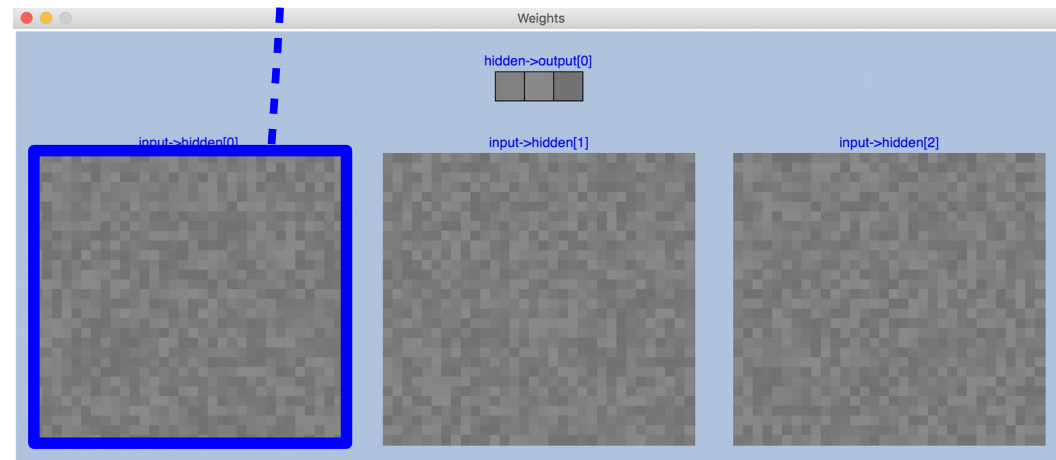 Weights
hidden->output[0]
input->hidden[0]
input->hidden[1]
input->hidden[2]